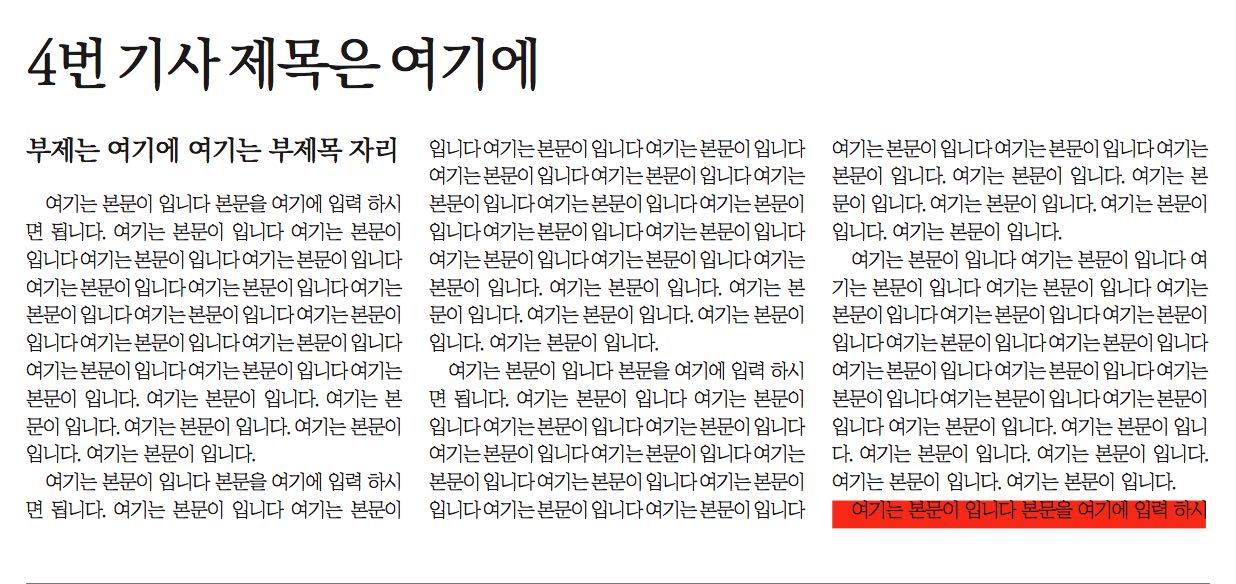 4번 기사 제목은 여기에
부제는 여기에 여기는 부제목 자리
여기는 본문이 입니다 본문을 여기에 입력 하시
면 됩니다. 여기는 본문이 입니다 여기는 본문이
입니다 여기는 본문이 입니다 여기는 본문이 입니다
여기는 본문이 입니다 여기는 본문이 입니다 여기는
본문이 입니다 여기는 본문이 입니다 여기는 본문이
입니다 여기는 본문이 입니다 여기는 본문이 입니다
여기는 본문이 입니다 여기는 본문이 입니다 여기는
본문이 입니다. 여기는 본문이 입니다. 여기는 본
문이 입니다. 여기는 본문이 입니다. 여기는 본문이
입니다. 여기는 본문이 입니다.
여기는 본문이 입니다 본문을 여기에 입력 하시
면 됩니다. 여기는 본문이 입니다 여기는 본문이
입니다 여기는 본문이 입니다 여기는 본문이 입니다
여기는 본문이 입니다 여기는 본문이 입니다 여기는
본문이 입니다 여기는 본문이 입니다 여기는 본문이
입니다 여기는 본문이 입니다 여기는 본문이 입니다
여기는 본문이 입니다 여기는 본문이 입니다 여기는
본문이 입니다. 여기는 본문이 입니다. 여기는 본
문이 입니다. 여기는 본문이 입니다. 여기는 본문이
입니다. 여기는 본문이 입니다.
여기는 본문이 입니다 본문을 여기에 입력 하시
면 됩니다. 여기는 본문이 입니다 여기는 본문이
입니다 여기는 본문이 입니다 여기는 본문이 입니다
여기는 본문이 입니다 여기는 본문이 입니다 여기는
본문이 입니다 여기는 본문이 입니다 여기는 본문이
입니다 여기는 본문이 입니다 여기는 본문이 입니다
여기는 본문이 입니다 여기는 본문이 입니다 여기는
본문이 입니다. 여기는 본문이 입니다. 여기는 본
문이 입니다. 여기는 본문이 입니다. 여기는 본문이
입니다. 여기는 본문이 입니다.
여기는 본문이 입니다 여기는 본문이 입니다 여
기는 본문이 입니다 여기는 본문이 입니다 여기는
본문이 입니다 여기는 본문이 입니다 여기는 본문이
입니다 여기는 본문이 입니다 여기는 본문이 입니다
여기는 본문이 입니다 여기는 본문이 입니다 여기는
본문이 입니다 여기는 본문이 입니다 여기는 본문이
입니다 여기는 본문이 입니다. 여기는 본문이 입니
다. 여기는 본문이 입니다. 여기는 본문이 입니다.
여기는 본문이 입니다. 여기는 본문이 입니다.
여기는 본문이 입니다 본문을 여기에 입력 하시